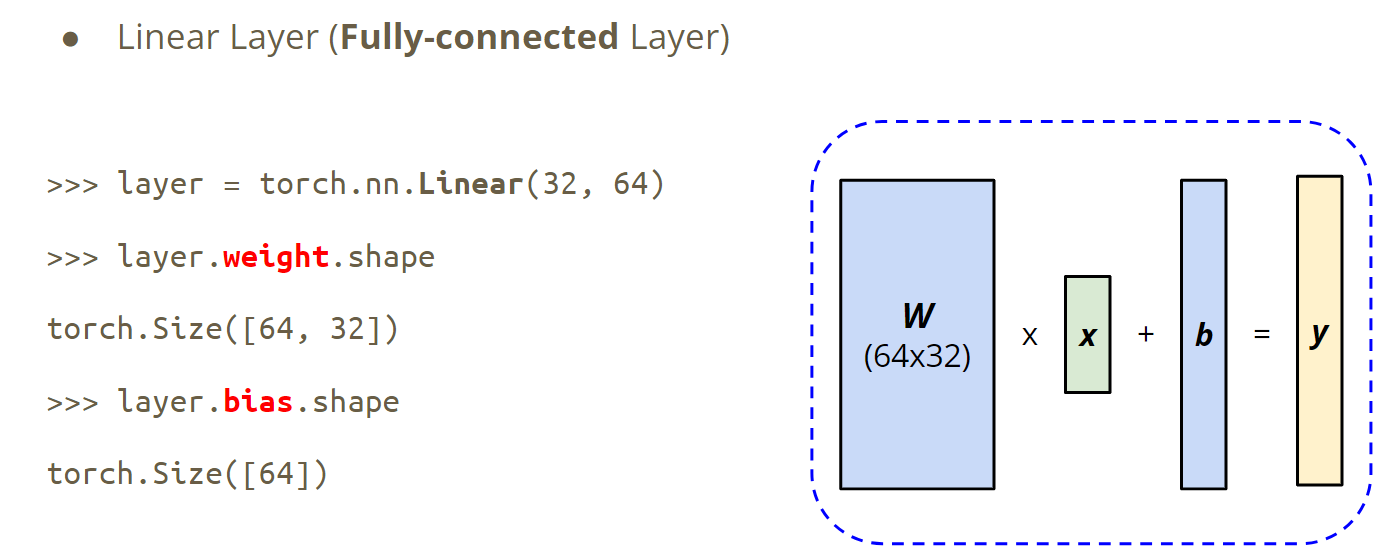 ● Linear Layer (Fully-connected Layer)
>>> layer = torch.nn.Linear(32, 64)
>>> layer.weight.shape
torch.Size([64, 32])
>>> layer.bias.shape
torch.Size([64])
W
(64x32)
x x + b = y